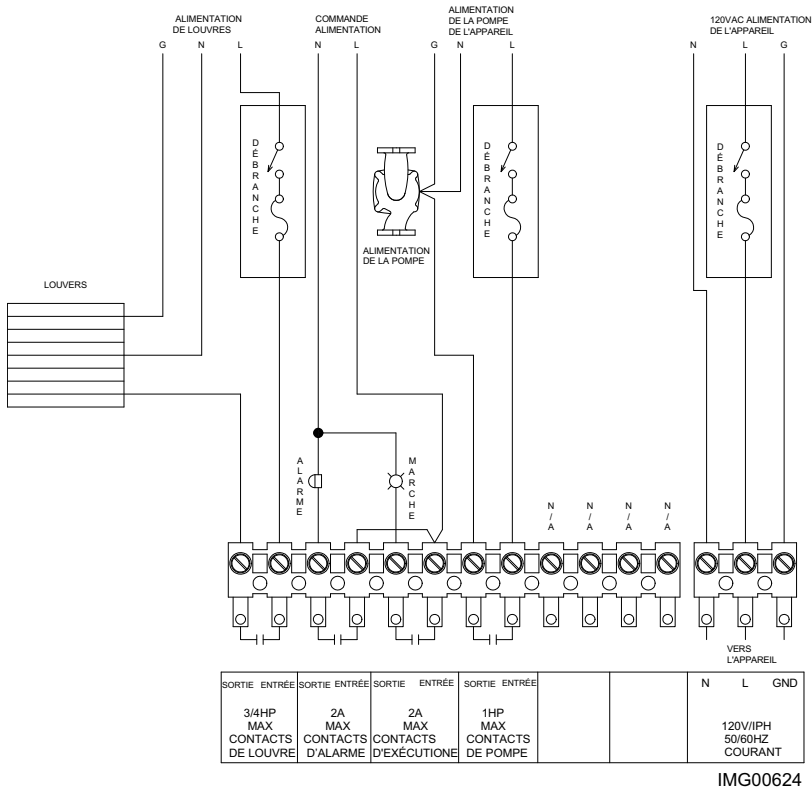 ALIMENTATION
DE LOUVRES
COMMANDE
ALIMENTATION
ALIMENTATION
DE LA POMPE
DE L'APPAREIL
120VAC ALIMENTATION
DE L'APPAREIL
G N L N L G N L N L G
DÉBRANCHE
DÉBRANCHE
DÉBRANCHE
ALIMENTATION
DE LA POMPE
LOUVERS
ALARME
MARCHE
N/A N/A N/A N/A
VERS
L'APPAREIL
SORTIE ENTRÉE
3/4HP
MAX
CONTACTS
DE LOUVRE
SORTIE ENTRÉE
2A
MAX
CONTACTS
D'ALARME
SORTIE ENTRÉE
2A
MAX
CONTACTS
D'EXÉCUTIONE
SORTIE ENTRÉE
1HP
MAX
CONTACTS
DE POMPE
N L GND
120V/IPH
50/60HZ
COURANT
IMG00624